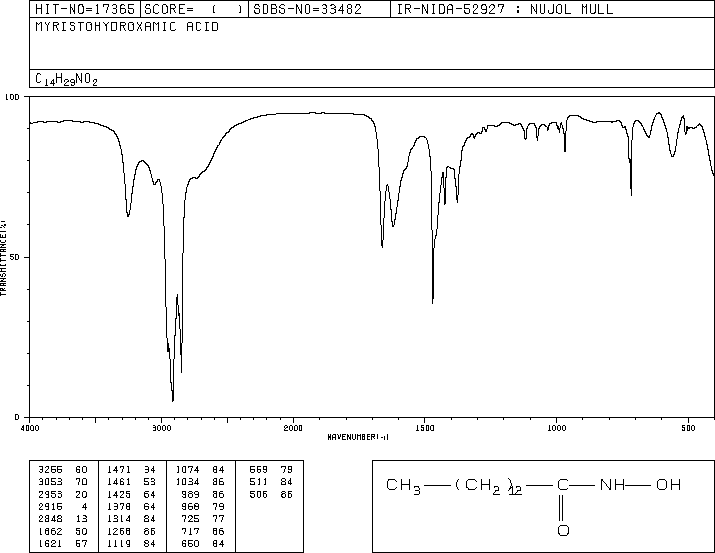 HIT-NO=17365 SCORE= ( ) SDBS-NO=33482 IR-NIDA-52927 : NUJOL MULL
MYRISTOHYDROXAMIC ACID
C14H29NO2
100
50
0
TRANSMITTANCE(%)
4000 3000 2000 1500 1000 500
WAVENUMBER(-1)
3255 60 1471 34 1074 84 559 79
3053 70 1461 53 1034 86 511 84
2953 20 1425 64 989 86 506 86
2915 4 1378 64 968 79
2848 13 1314 84 725 77
1662 50 1268 86 717 66
1621 57 1119 84 650 84
CH3—(CH2)12—C—NH—OH
O